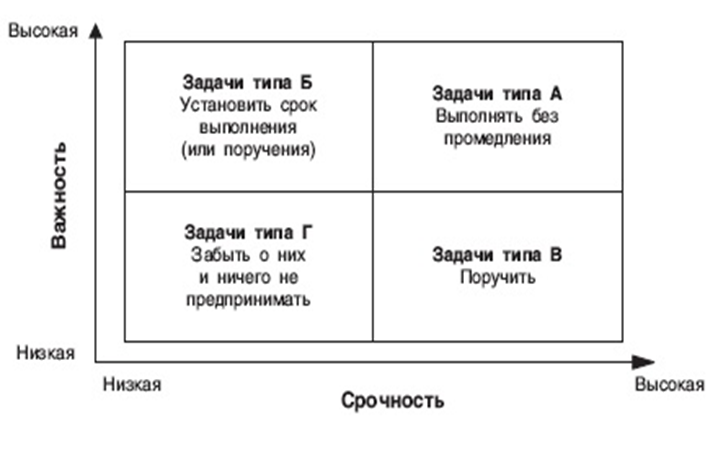 Высокая
Важность
Низкая
Задачи типа Б
Установить срок
выполнения
(или поручения)
Задачи типа А
Выполнять без
промедления
Задачи типа Г
Забыть о них
и ничего не
предпринимать
Задачи типа В
Поручить
Низкая
Срочность
Высокая